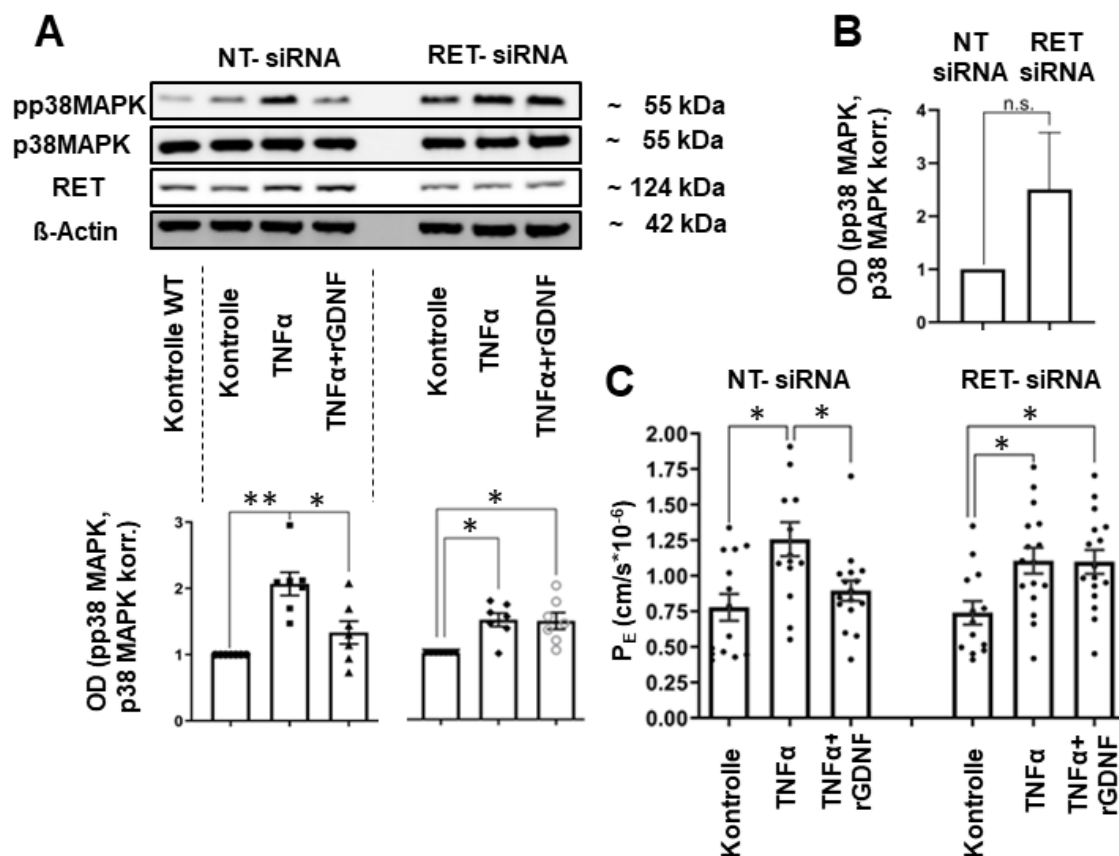 A
NT- siRNA
RET- siRNA
pp38MAPK
~ 55 kDa
p38MAPK
~ 55 kDa
RET
~ 124 kDa
ß-Actin
~ 42 kDa
Kontrolle WT
Kontrolle
TNFα
TNFα+rGDNF
Kontrolle
TNFα
TNFα+rGDNF
OD (pp38 MAPK,
p38 MAPK korr.)
3
2
1
0
**
*
*
*
B
NT
siRNA
RET
siRNA
n.s.
OD (pp38 MAPK,
p38 MAPK korr.)
4
3
2
1
0
C
NT- siRNA
RET- siRNA
PE (cm/s*10-6)
2.00
1.75
1.50
1.25
1.00
0.75
0.50
0.25
0.00
*
*
*
*
Kontrolle
TNFα
TNFα+
rGDNF
Kontrolle
TNFα
TNFα+
rGDNF